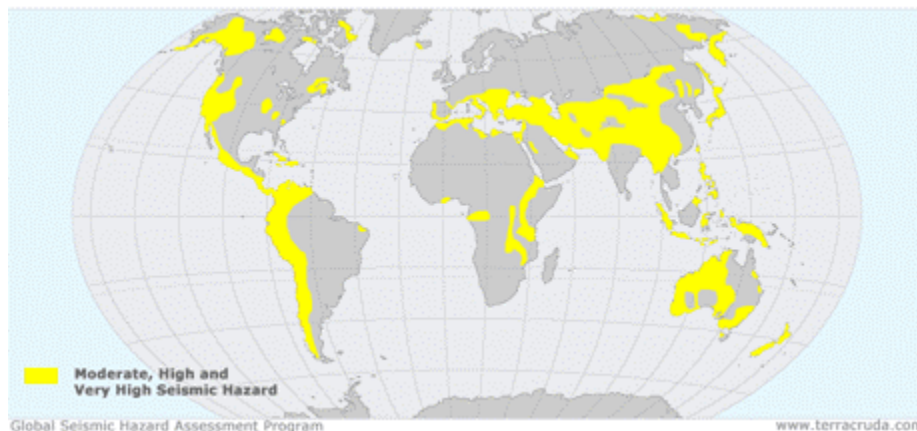 Moderate, High and
Very High Seismic Hazard
Global Seismic Hazard Assessment Program
www.terracruda.com